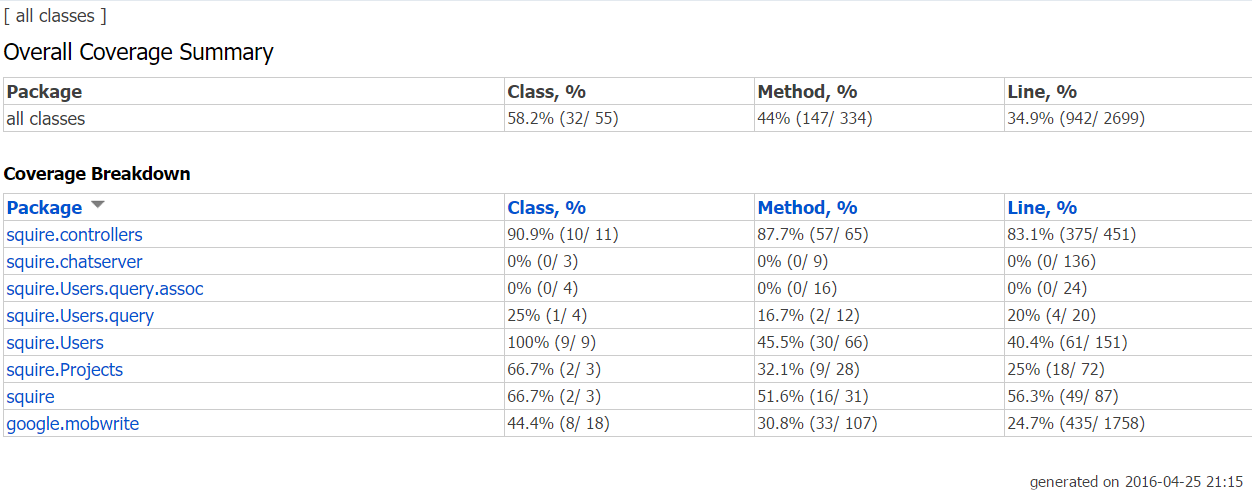 [ all classes ]
Overall Coverage Summary
Package Class, % Method, % Line, %
all classes 58.2% (32/ 55) 44% (147/ 334) 34.9% (942/ 2699)
Coverage Breakdown
Package Class, % Method, % Line, %
squire.controllers 90.9% (10/ 11) 87.7% (57/ 65) 83.1% (375/ 451)
squire.chatserver 0% (0/ 3) 0% (0/ 9) 0% (0/ 136)
squire.Users.query.assoc 0% (0/ 4) 0% (0/ 16) 0% (0/ 24)
squire.Users.query 25% (1/ 4) 16.7% (2/ 12) 20% (4/ 20)
squire.Users 100% (9/ 9) 45.5% (30/ 66) 40.4% (61/ 151)
squire.Projects 66.7% (2/ 3) 32.1% (9/ 28) 25% (18/ 72)
squire 66.7% (2/ 3) 51.6% (16/ 31) 56.3% (49/ 87)
google.mobwrite 44.4% (8/ 18) 30.8% (33/ 107) 24.7% (435/ 1758)
generated on 2016-04-25 21:15